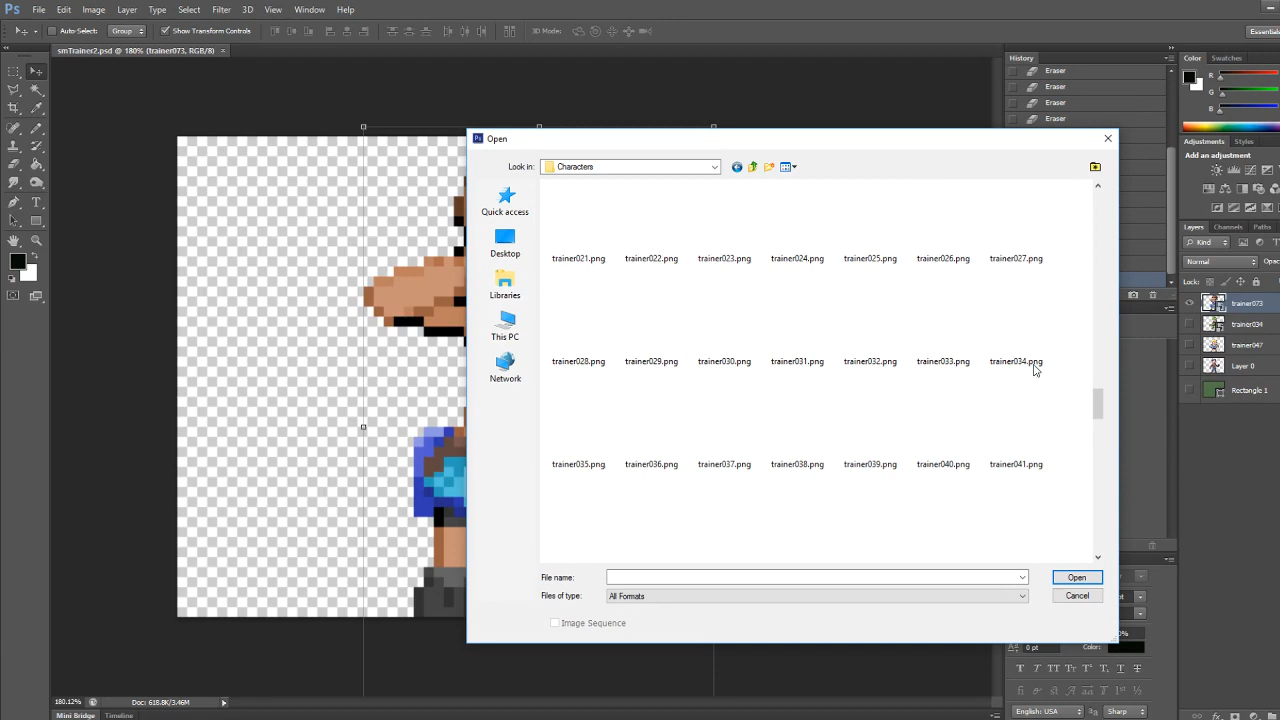 Ps File Edit Image Layer Type Select Filter 3D View Window Help
Auto-Select: Group Show Transform Controls 3D Mode: Essentials
smTrainer2.psd @ 180% (trainer073, RGB/8) ×
History
Eraser
Eraser
Eraser
Eraser
Color Swatches
R
G
B
Adjustments Styles
Add an adjustment
Layers Channels Paths
Kind
Normal Opac
Lock:
trainer073
trainer034
trainer047
Layer 0
Rectangle 1
Open
Look in: Characters
Quick access
Desktop
Libraries
This PC
Network
trainer021.png trainer022.png trainer023.png trainer024.png trainer025.png trainer026.png trainer027.png
trainer028.png trainer029.png trainer030.png trainer031.png trainer032.png trainer033.png trainer034.png
trainer035.png trainer036.png trainer037.png trainer038.png trainer039.png trainer040.png trainer041.png
File name: Open
Files of type: All Formats Cancel
Image Sequence
0 pt Color:
T T TT Tr T T T T
English: USA Sharp
180.12% Doc: 618.8K/3.46M
Mini Bridge Timeline